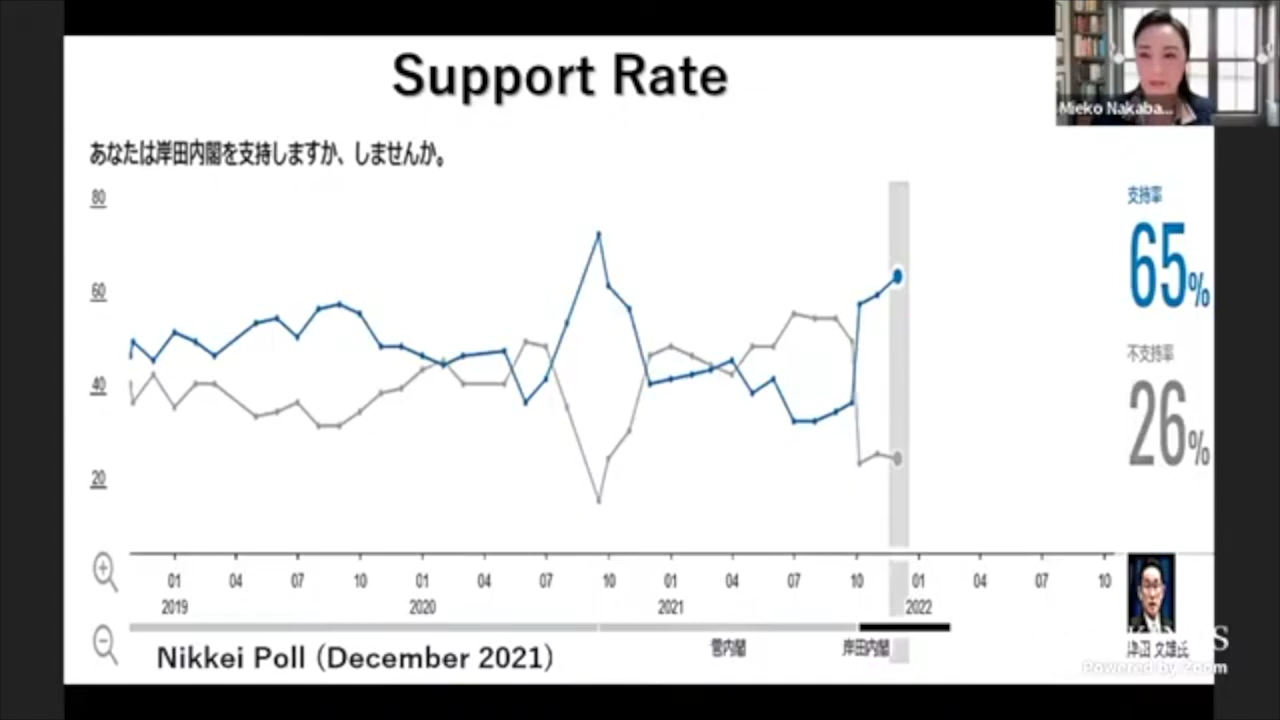 Support Rate
Mieko Nakaba...
あなたは岸田内閣を支持しますか、しませんか。
80
60
40
20
支持率
65%
不支持率
26%
01 04 07 10 01 04 07 10 01 04 07 10 01 04 07 10
2019 2020 2021 2022
菅内閣 岸田内閣
岸田 文雄氏
Nikkei Poll (December 2021)
Powered by Zoom